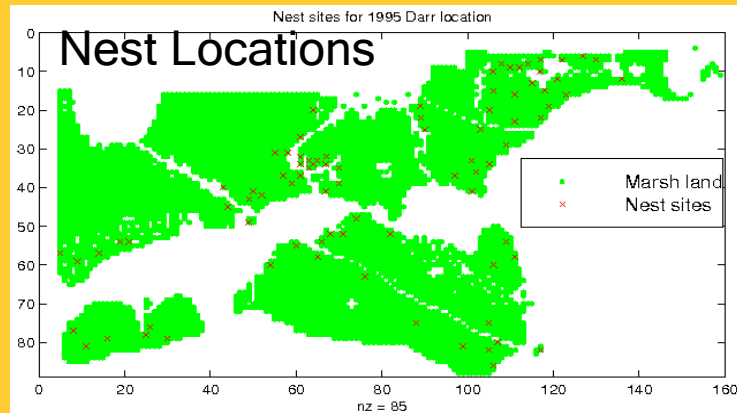 Nest sites for 1995 Darr location
Nest Locations
0
10
20
30
40
50
60
70
80
Marsh land
Nest sites
0 20 40 60 80 100 120 140 160
nz = 85